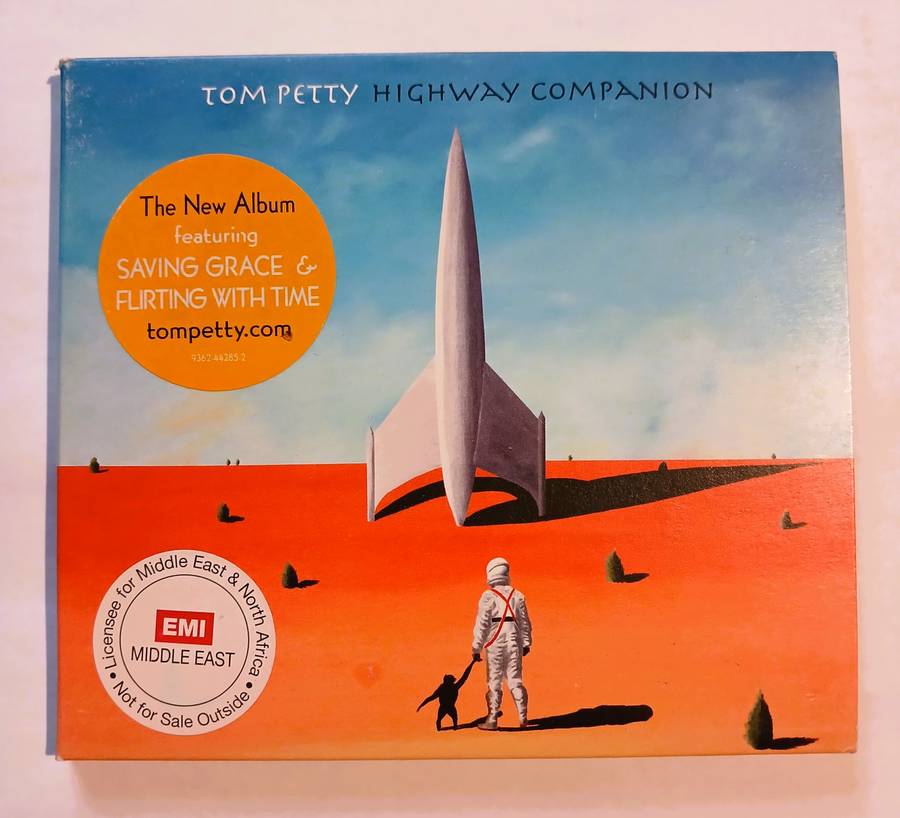 TOM PETTY HIGHWAY COMPANION
The New Album
featuring
SAVING GRACE &
FLIRTING WITH TIME
tompetty.com
9362-44285-2
Licensee for Middle East & North Africa
EMI
MIDDLE EAST
• Not for Sale Outside •